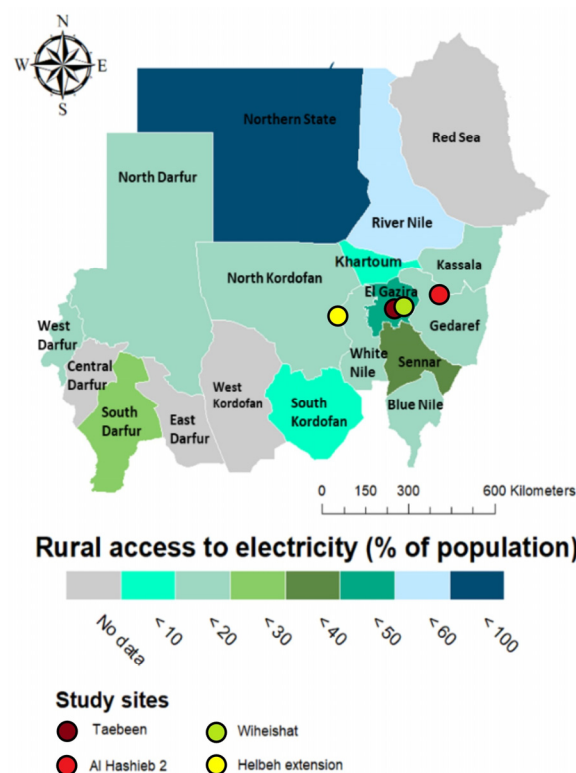 N
W E
S
Northern State
Red Sea
North Darfur
River Nile
Khartoum
Kassala
North Kordofan
El Gazira
Gedaref
West
Darfur
White
Nile
Sennar
Central
Darfur
West
Kordofan
South
Kordofan
Blue Nile
South
Darfur
East
Darfur
0 150 300 600 Kilometers
Rural access to electricity (% of population)
No data < 10 < 20 < 30 < 40 < 50 < 60 < 100
Study sites
Taebeen Wiheishat
Al Hashieb 2 Helbeh extension